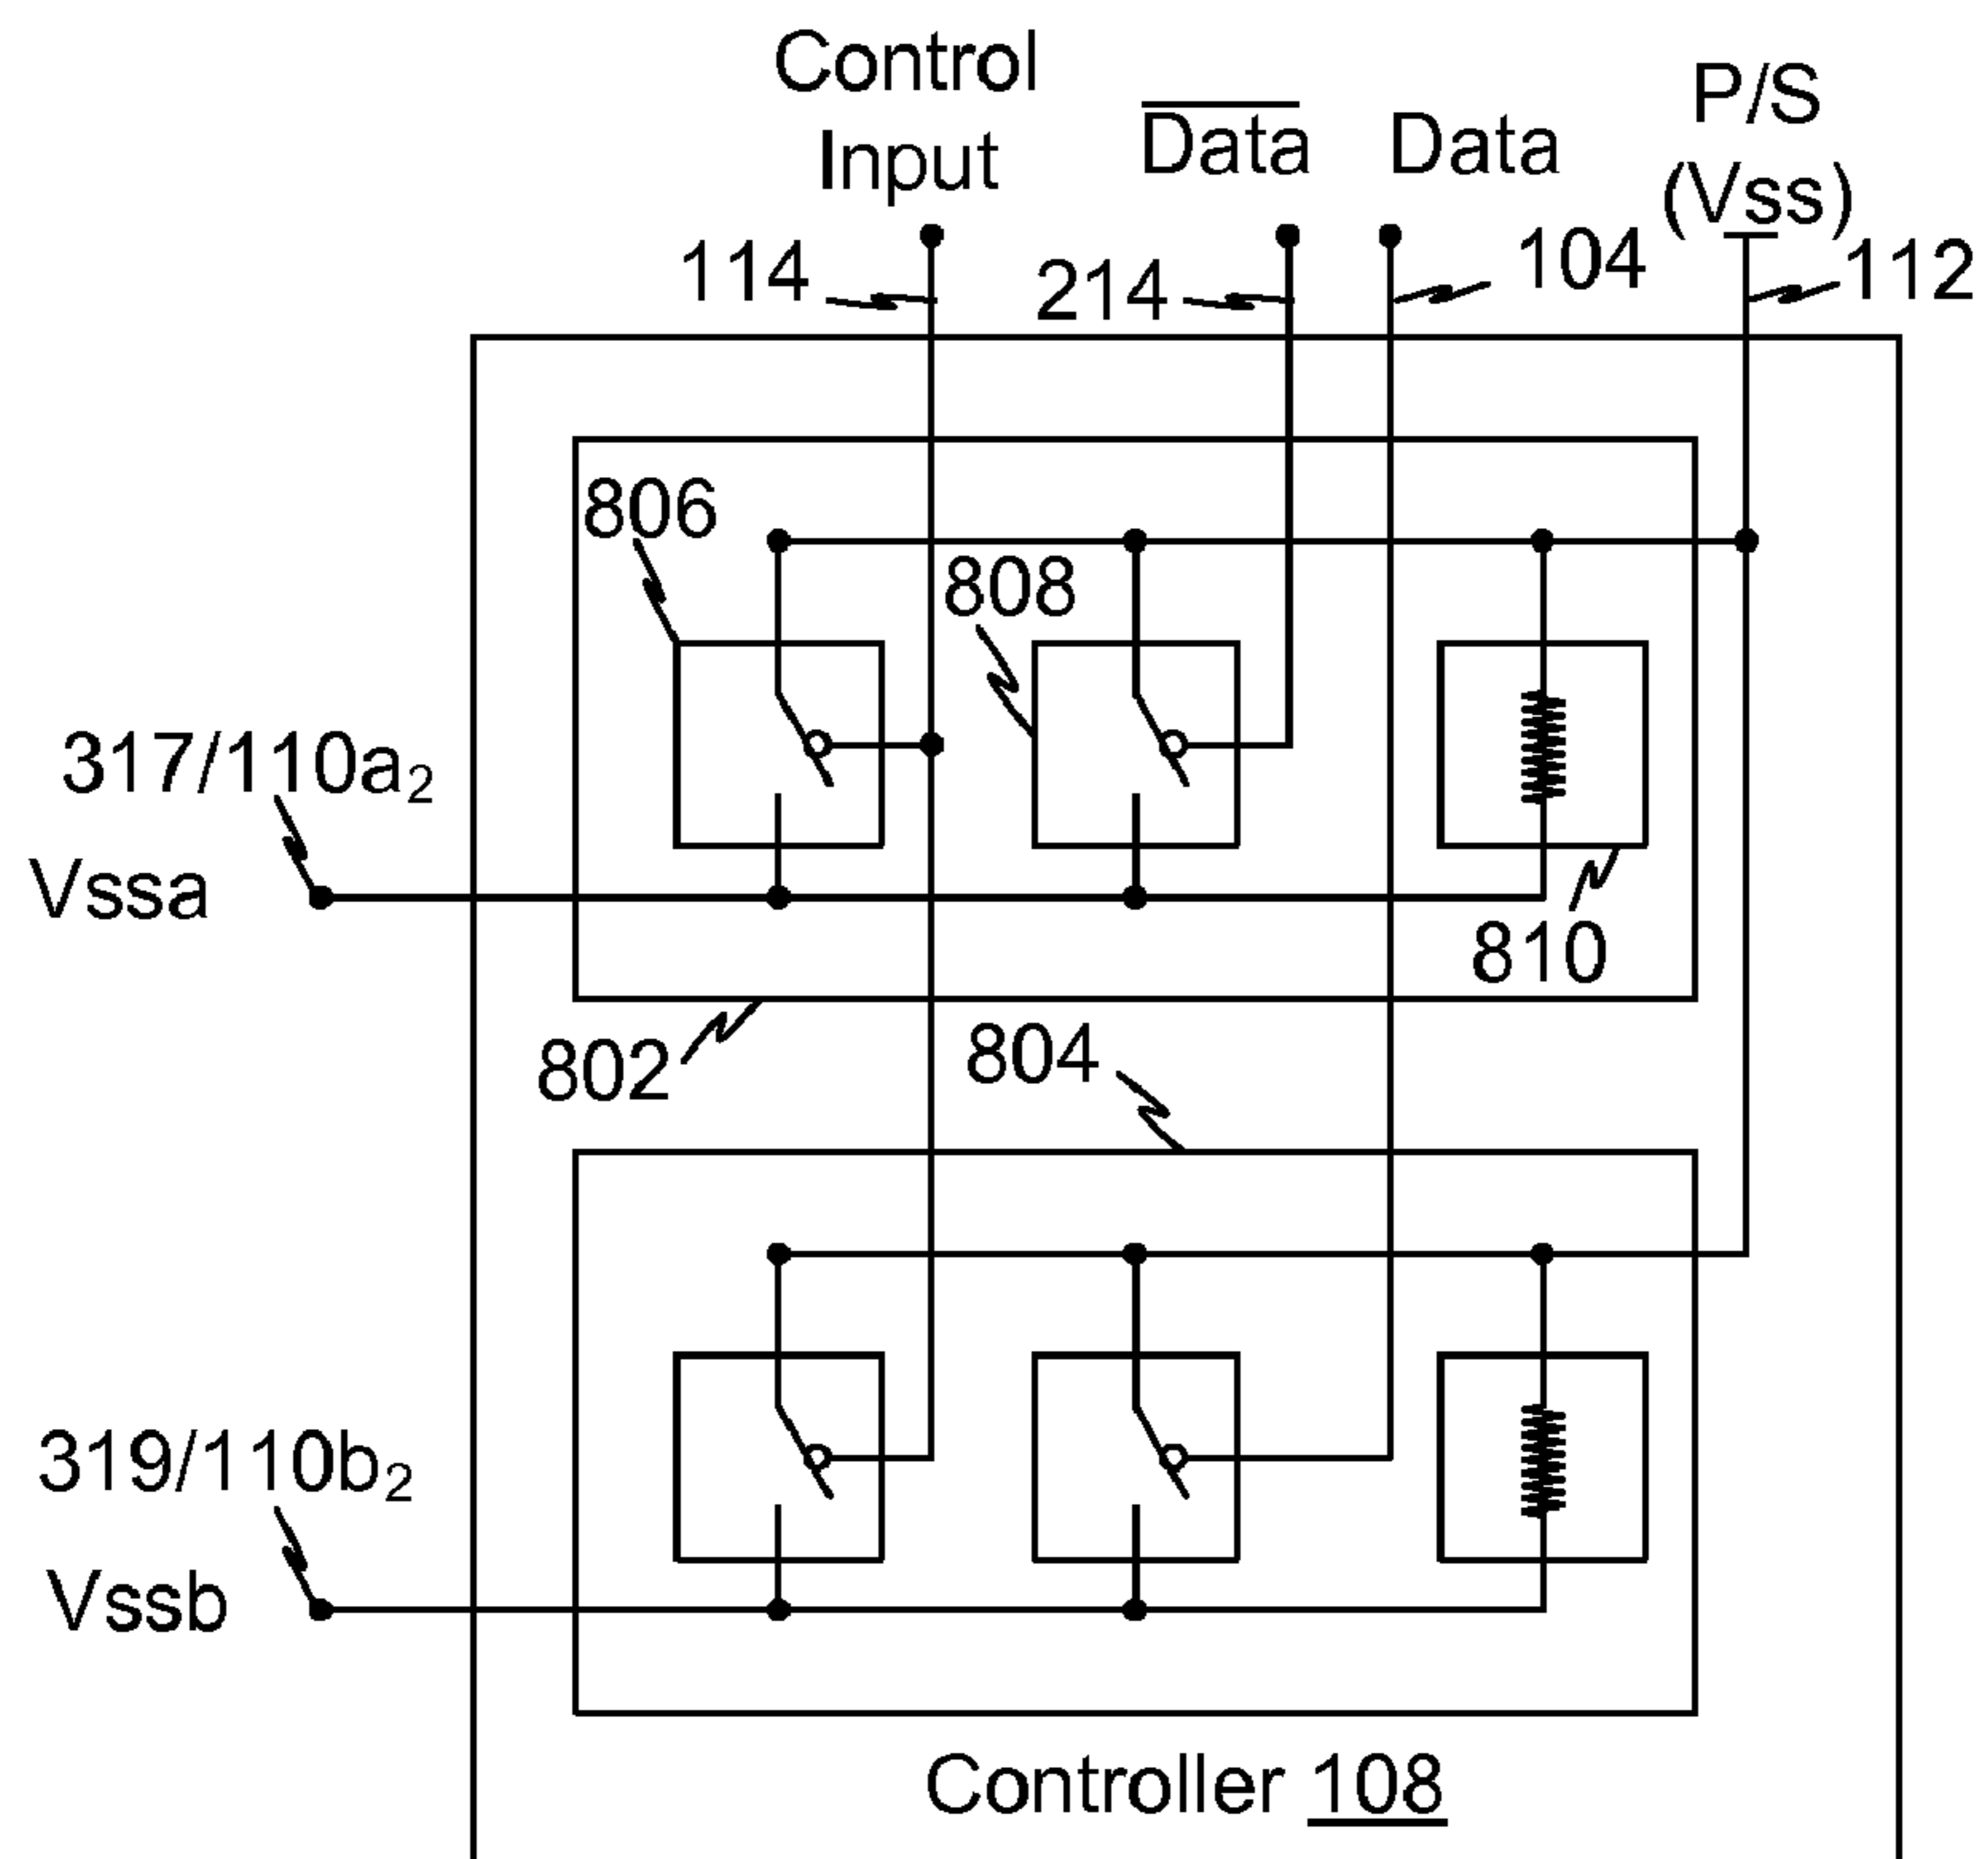 Control
Input
Data
Data
P/S
(Vss)
114
214
104
112
806
808
317/110a₂
Vssa
810
802
804
319/110b₂
Vssb
Controller 108